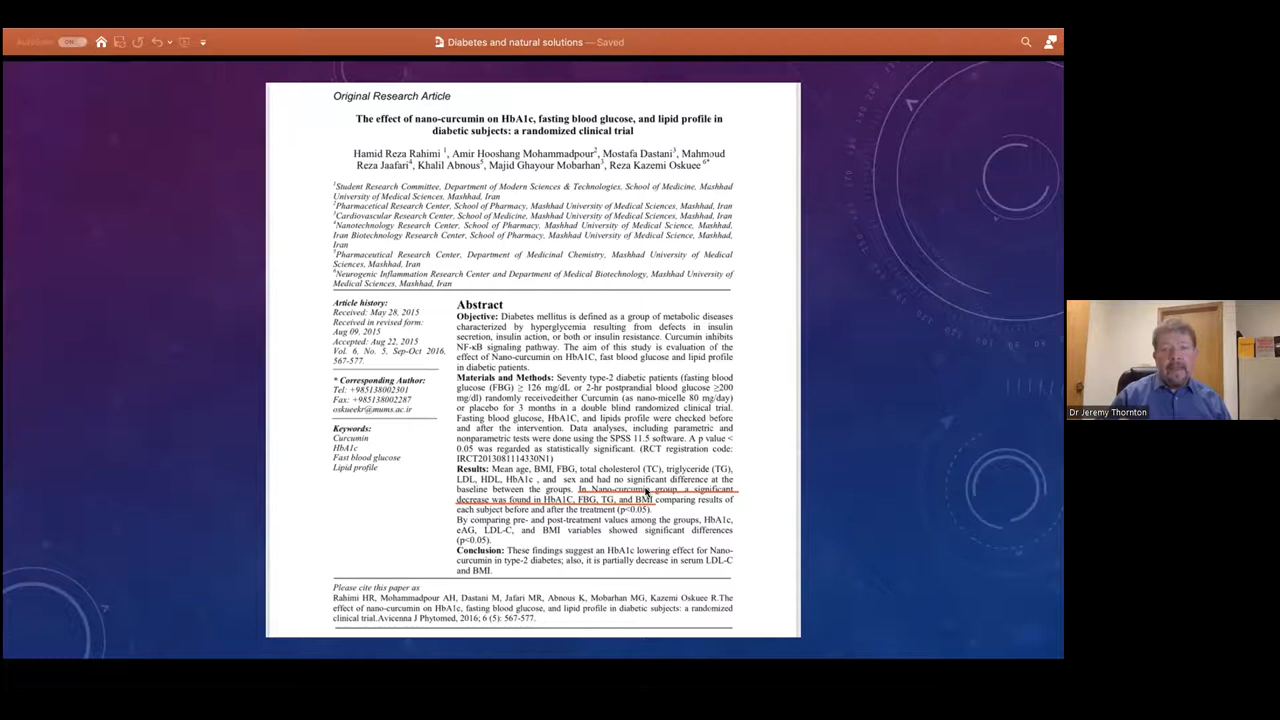 AutoSave ON
Diabetes and natural solutions — Saved
Original Research Article
The effect of nano-curcumin on HbA1c, fasting blood glucose, and lipid profile in
diabetic subjects: a randomized clinical trial
Hamid Reza Rahimi 1, Amir Hooshang Mohammadpour2, Mostafa Dastani3, Mahmoud
Reza Jaafari4, Khalil Abnous5, Majid Ghayour Mobarhan3, Reza Kazemi Oskuee 6*
1Student Research Committee, Department of Modern Sciences & Technologies, School of Medicine, Mashhad
University of Medical Sciences, Mashhad, Iran
2Pharmacetical Research Center, School of Pharmacy, Mashhad University of Medical Sciences, Mashhad, Iran
3Cardiovascular Research Center, School of Medicine, Mashhad University of Medical Sciences, Mashhad, Iran
4Nanotechnology Research Center, School of Pharmacy, Mashhad University of Medical Science, Mashhad,
Iran Biotechnology Research Center, School of Pharmacy, Mashhad University of Medical Science, Mashhad,
Iran
5Pharmaceutical Research Center, Department of Medicinal Chemistry, Mashhad University of Medical
Sciences, Mashhad, Iran
6Neurogenic Inflammation Research Center and Department of Medical Biotechnology, Mashhad University of
Medical Sciences, Mashhad, Iran
Article history:
Received: May 28, 2015
Received in revised form:
Aug 09, 2015
Accepted: Aug 22, 2015
Vol. 6, No. 5, Sep-Oct 2016,
567-577.
* Corresponding Author:
Tel: +985138002301
Fax: +985138002287
oskueekr@mums.ac.ir
Keywords:
Curcumin
HbA1c
Fast blood glucose
Lipid profile
Abstract
Objective: Diabetes mellitus is defined as a group of metabolic diseases
characterized by hyperglycemia resulting from defects in insulin
secretion, insulin action, or both or insulin resistance. Curcumin inhibits
NF-κB signaling pathway. The aim of this study is evaluation of the
effect of Nano-curcumin on HbA1C, fast blood glucose and lipid profile
in diabetic patients.
Materials and Methods: Seventy type-2 diabetic patients (fasting blood
glucose (FBG) ≥ 126 mg/dL or 2-hr postprandial blood glucose ≥200
mg/dl) randomly receivedeither Curcumin (as nano-micelle 80 mg/day)
or placebo for 3 months in a double blind randomized clinical trial.
Fasting blood glucose, HbA1C, and lipids profile were checked before
and after the intervention. Data analyses, including parametric and
nonparametric tests were done using the SPSS 11.5 software. A p value <
0.05 was regarded as statistically significant. (RCT registration code:
IRCT2013081114330N1)
Results: Mean age, BMI, FBG, total cholesterol (TC), triglyceride (TG),
LDL, HDL, HbA1c , and sex and had no significant difference at the
baseline between the groups. In Nano-curcumin group, a significant
decrease was found in HbA1C, FBG, TG, and BMI comparing results of
each subject before and after the treatment (p<0.05).
By comparing pre- and post-treatment values among the groups, HbA1c,
eAG, LDL-C, and BMI variables showed significant differences
(p<0.05).
Conclusion: These findings suggest an HbA1c lowering effect for Nano-
curcumin in type-2 diabetes; also, it is partially decrease in serum LDL-C
and BMI.
Please cite this paper as
Rahimi HR, Mohammadpour AH, Dastani M, Jafari MR, Abnous K, Mobarhan MG, Kazemi Oskuee R.The
effect of nano-curcumin on HbA1c, fasting blood glucose, and lipid profile in diabetic subjects: a randomized
clinical trial.Avicenna J Phytomed, 2016; 6 (5): 567-577.
Dr Jeremy Thornton